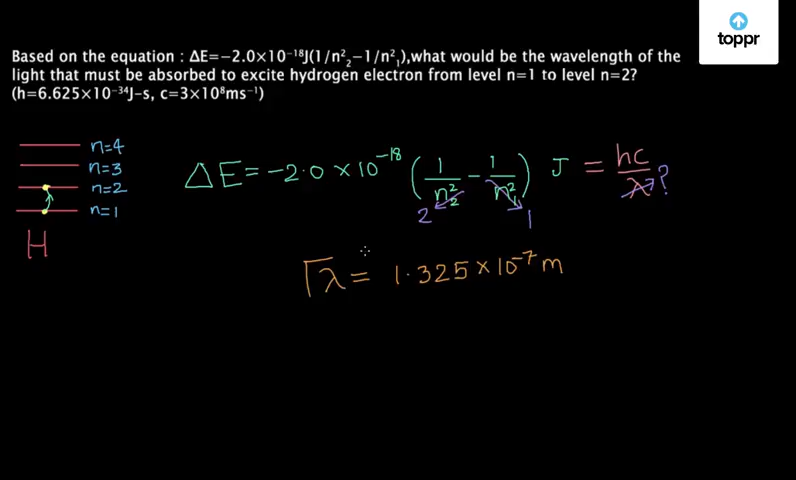 toppr
Based on the equation : ΔE=−2.0×10⁻¹⁸J(1/n²₂−1/n²₁),what would be the wavelength of the
light that must be absorbed to excite hydrogen electron from level n=1 to level n=2?
(h=6.625×10⁻³⁴J-s, c=3×10⁸ms⁻¹)
n=4
n=3
n=2
n=1
H
ΔE=−2.0×10⁻¹⁸ (1/n²₂ − 1/n²₁) J = hc/λ ?
2 1
λ = 1.325×10⁻⁷ m